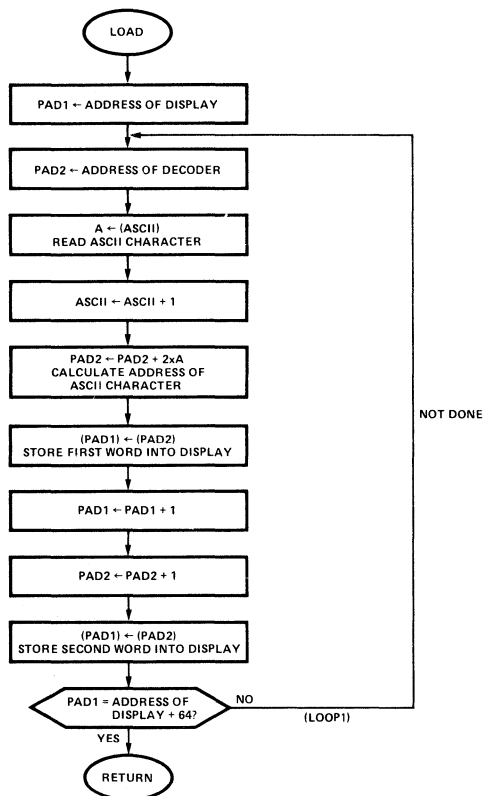 LOAD
PAD1 ← ADDRESS OF DISPLAY
PAD2 ← ADDRESS OF DECODER
A ← (ASCII)
READ ASCII CHARACTER
ASCII ← ASCII + 1
PAD2 ← PAD2 + 2xA
CALCULATE ADDRESS OF
ASCII CHARACTER
NOT DONE
(PAD1) ← (PAD2)
STORE FIRST WORD INTO DISPLAY
PAD1 ← PAD1 + 1
PAD2 ← PAD2 + 1
(PAD1) ← (PAD2)
STORE SECOND WORD INTO DISPLAY
PAD1 = ADDRESS OF
DISPLAY + 64?
NO
(LOOP1)
YES
RETURN